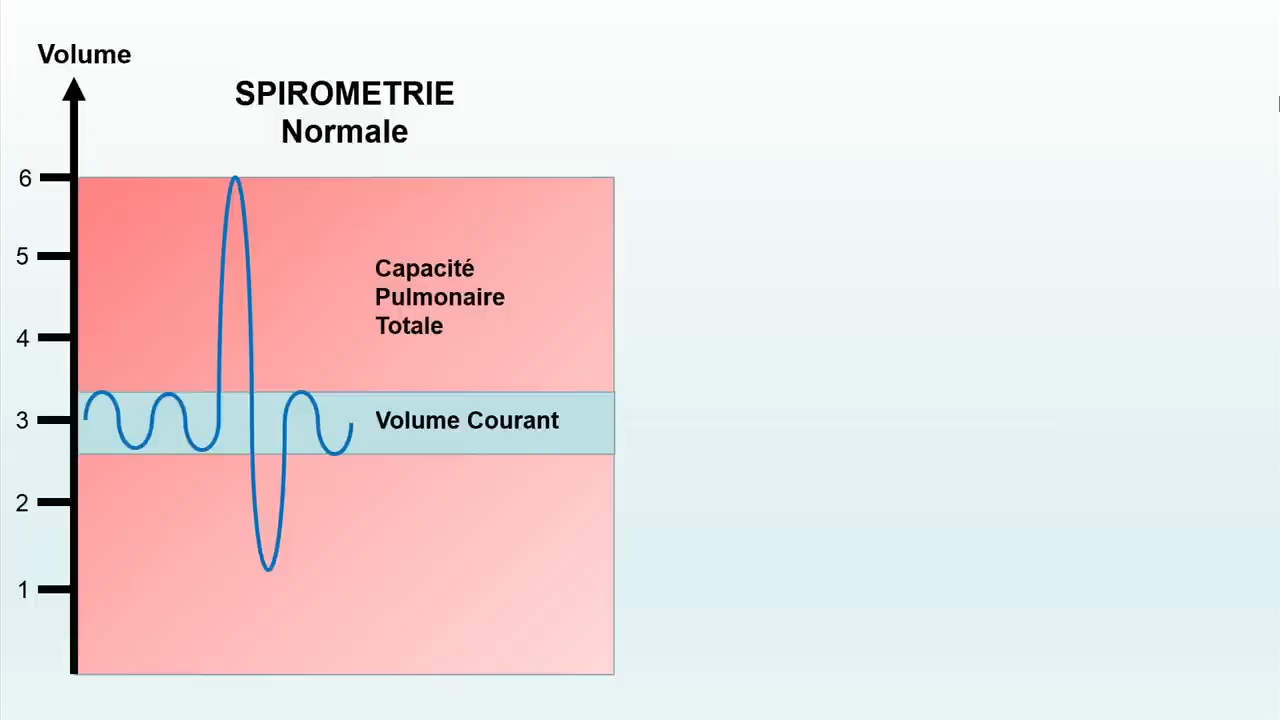 Volume
SPIROMETRIE
Normale
6
5
Capacité
Pulmonaire
Totale
4
3
Volume Courant
2
1